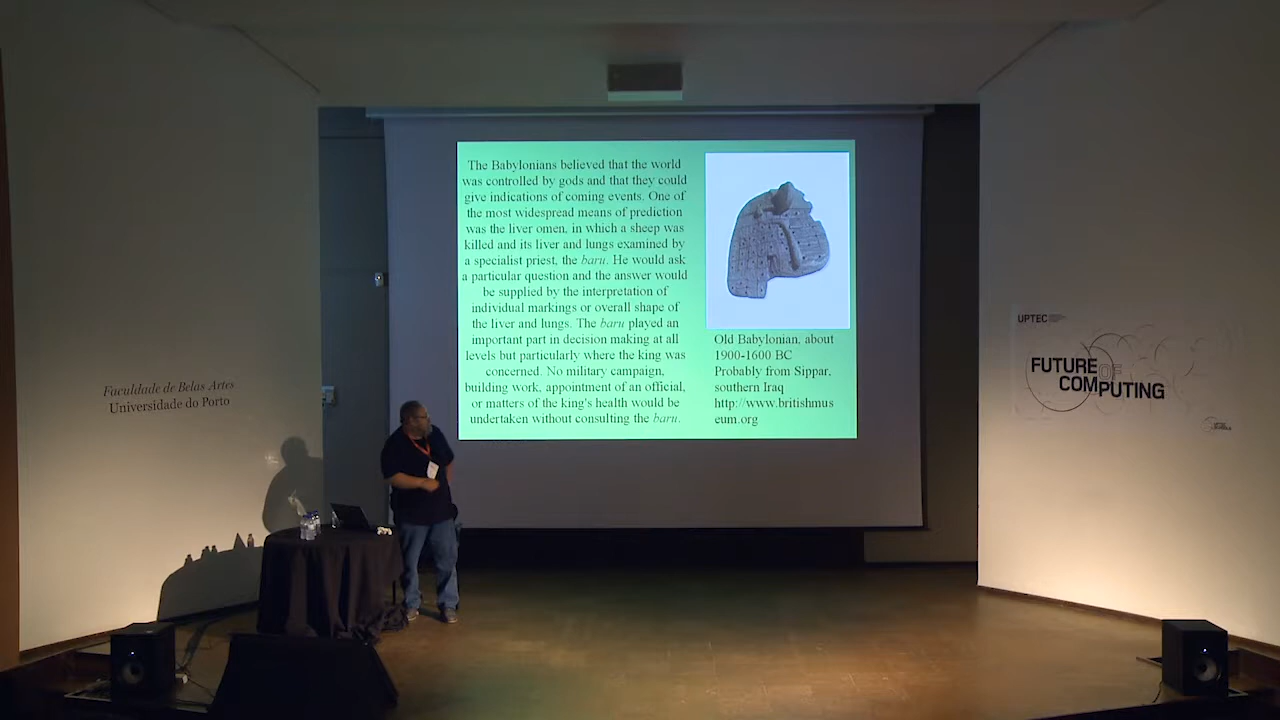 The Babylonians believed that the world
was controlled by gods and that they could
give indications of coming events. One of
the most widespread means of prediction
was the liver omen, in which a sheep was
killed and its liver and lungs examined by
a specialist priest, the baru. He would ask
a particular question and the answer would
be supplied by the interpretation of
individual markings or overall shape of
the liver and lungs. The baru played an
important part in decision making at all
levels but particularly where the king was
concerned. No military campaign,
building work, appointment of an official,
or matters of the king's health would be
undertaken without consulting the baru.
Old Babylonian, about
1900-1600 BC
Probably from Sippar,
southern Iraq
http://www.britishmus
eum.org
Faculdade de Belas Artes
Universidade do Porto
UPTEC
FUTURE OF
COMPUTING